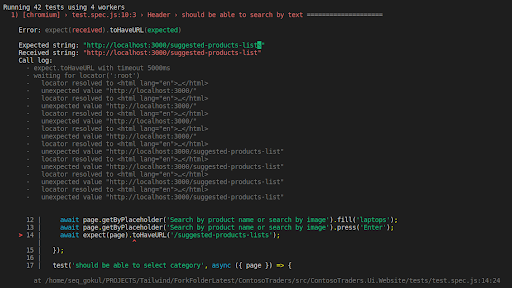 Running 42 tests using 4 workers
1) [chromium] › test.spec.js:10:3 › Header › should be able to search by text ====================
Error: expect(received).toHaveURL(expected)
Expected string: "http://localhost:3000/suggested-products-lists"
Received string: "http://localhost:3000/suggested-products-list"
Call log:
- expect.toHaveURL with timeout 5000ms
- waiting for locator(':root')
- locator resolved to <html lang="en">…</html>
- unexpected value "http://localhost:3000/"
- locator resolved to <html lang="en">…</html>
- unexpected value "http://localhost:3000/"
- locator resolved to <html lang="en">…</html>
- unexpected value "http://localhost:3000/"
- locator resolved to <html lang="en">…</html>
- unexpected value "http://localhost:3000/"
- locator resolved to <html lang="en">…</html>
- unexpected value "http://localhost:3000/suggested-products-list"
- locator resolved to <html lang="en">…</html>
- unexpected value "http://localhost:3000/suggested-products-list"
- locator resolved to <html lang="en">…</html>
- unexpected value "http://localhost:3000/suggested-products-list"
- locator resolved to <html lang="en">…</html>
- unexpected value "http://localhost:3000/suggested-products-list"
12 | await page.getByPlaceholder('Search by product name or search by image').fill('laptops');
13 | await page.getByPlaceholder('Search by product name or search by image').press('Enter');
> 14 | await expect(page).toHaveURL('/suggested-products-lists');
| ^
15 | });
16 |
17 | test('should be able to select category', async ({ page }) => {
at /home/seq_gokul/PROJECTS/Tailwind/ForkFolderLatest/ContosoTraders/src/ContosoTraders.Ui.Website/tests/test.spec.js:14:24